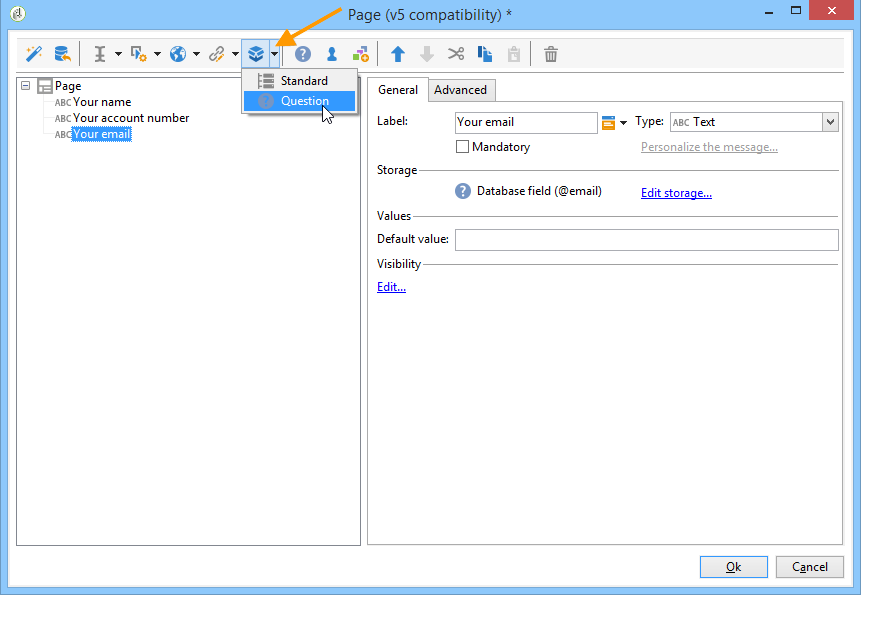 Page (v5 compatibility) *
Standard
Question
Page
ABC Your name
ABC Your account number
ABC Your email
General
Advanced
Label:
Your email
Type:
ABC Text
Mandatory
Personalize the message...
Storage
Database field (@email)
Edit storage...
Values
Default value:
Visibility
Edit...
Ok
Cancel